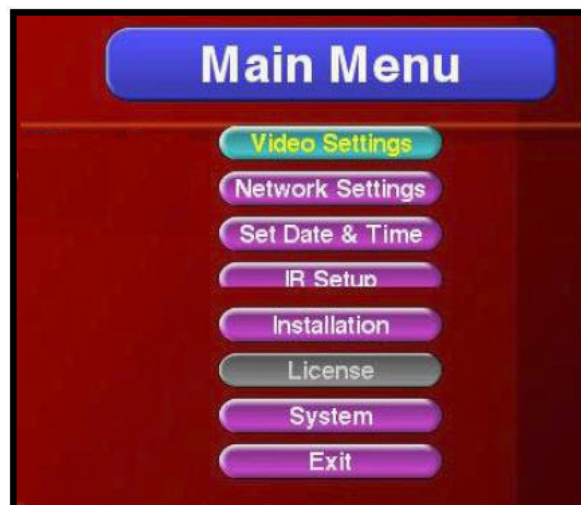 Main Menu
Video Settings
Network Settings
Set Date & Time
IR Setup
Installation
License
System
Exit